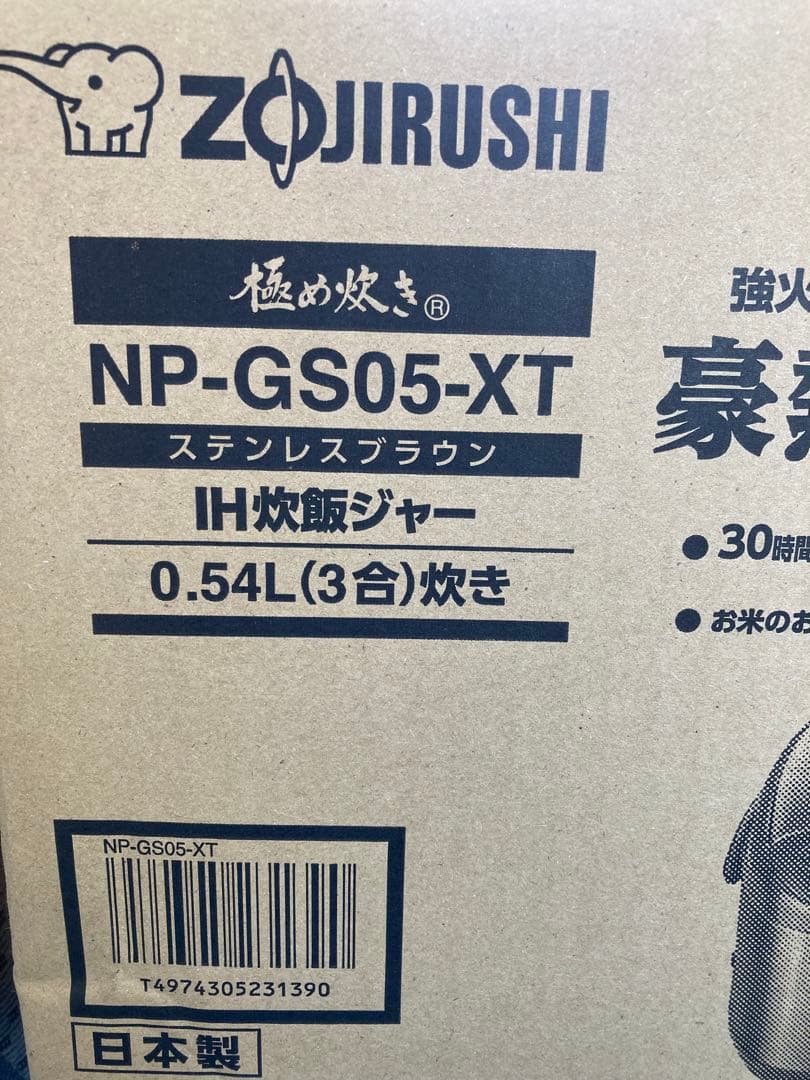 ZOJIRUSHI
極め炊き®
NP-GS05-XT
ステンレスブラウン
IH炊飯ジャー
0.54L(3合)炊き
強火
豪
●30時間
●お米のお
NP-GS05-XT
T4974305231390
日本製